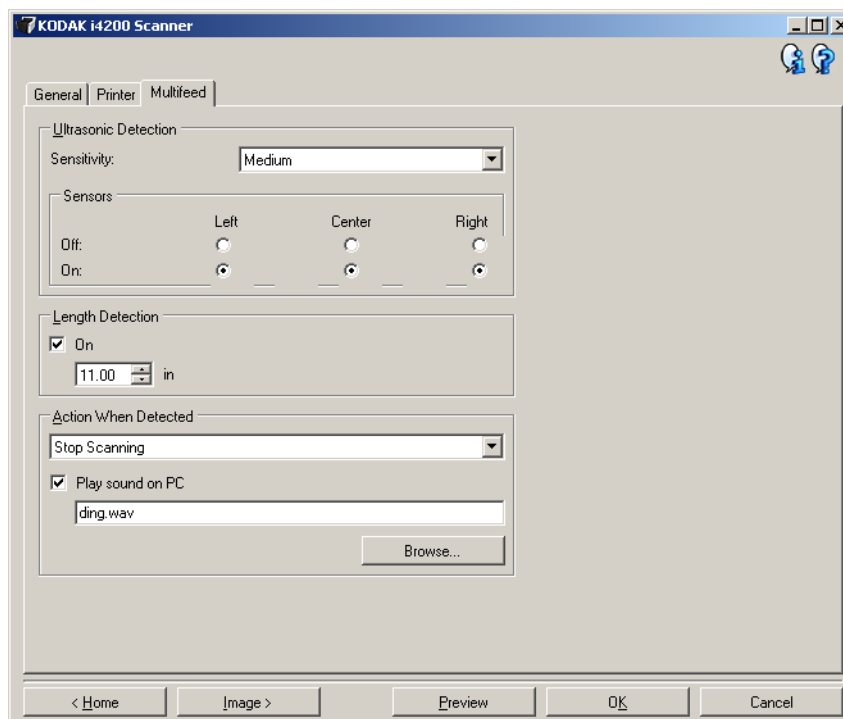 KODAK i4200 Scanner
General Printer Multifeed
Ultrasonic Detection
Sensitivity: Medium
Sensors
Left Center Right
Off:
On:
Length Detection
On
11.00 in
Action When Detected
Stop Scanning
Play sound on PC
ding.wav
Browse...
< Home Image > Preview OK Cancel